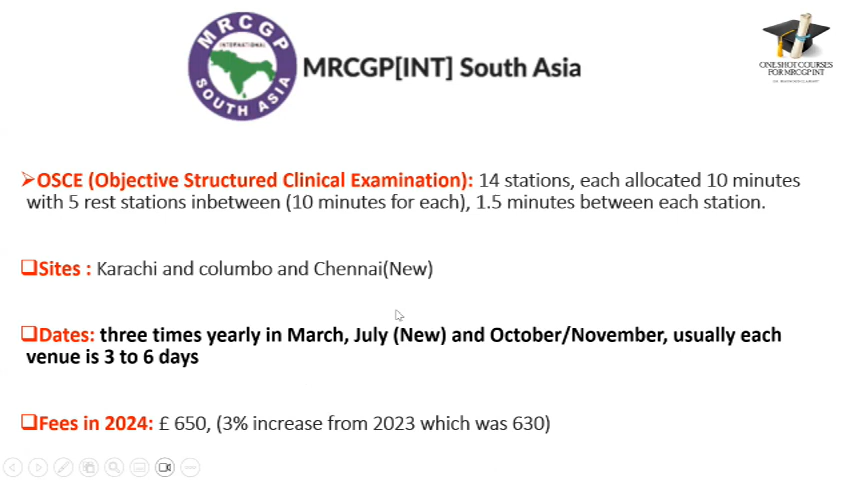 MRCGP
INTERNATIONAL
SOUTH ASIA
MRCGP[INT] South Asia
ONE SHOT COURSES
FOR MRCGP INT
OSCE (Objective Structured Clinical Examination): 14 stations, each allocated 10 minutes
with 5 rest stations inbetween (10 minutes for each), 1.5 minutes between each station.
Sites : Karachi and columbo and Chennai(New)
Dates: three times yearly in March, July (New) and October/November, usually each
venue is 3 to 6 days
Fees in 2024: £ 650, (3% increase from 2023 which was 630)